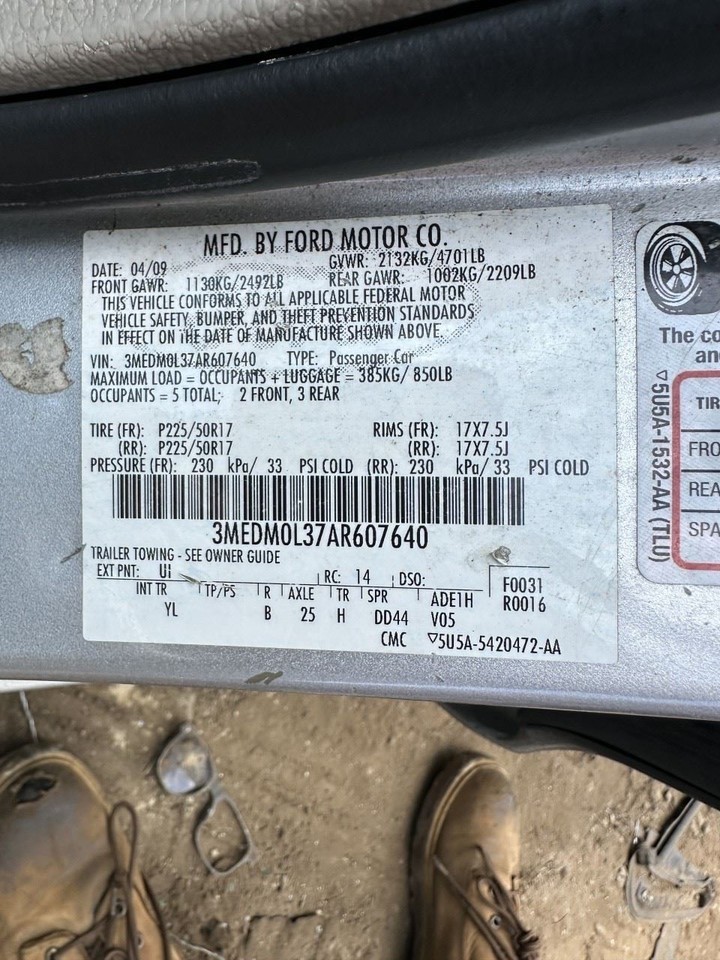 MFD. BY FORD MOTOR CO.
DATE: 04/09 GVWR: 2132KG/4701LB
FRONT GAWR: 1130KG/2492LB REAR GAWR: 1002KG/2209LB
THIS VEHICLE CONFORMS TO ALL APPLICABLE FEDERAL MOTOR
VEHICLE SAFETY, BUMPER, AND THEFT PREVENTION STANDARDS
IN EFFECT ON THE DATE OF MANUFACTURE SHOWN ABOVE.
VIN: 3MEDM0L37AR607640 TYPE: Passenger Car
MAXIMUM LOAD = OCCUPANTS + LUGGAGE = 385KG/ 850LB
OCCUPANTS = 5 TOTAL; 2 FRONT, 3 REAR
TIRE (FR): P225/50R17 RIMS (FR): 17X7.5J
(RR): P225/50R17 (RR): 17X7.5J
PRESSURE (FR): 230 kPa/ 33 PSI COLD (RR): 230 kPa/ 33 PSI COLD
3MEDM0L37AR607640
TRAILER TOWING - SEE OWNER GUIDE
EXT PNT: UI RC: 14 DSO: F0031
INT TR TP/PS R AXLE TR SPR ADE1H R0016
YL B 25 H DD44 V05
CMC ▽5U5A-5420472-AA
The co
an
▽5U5A-1532-AA (TLU)
TIR
FRO
REA
SPA